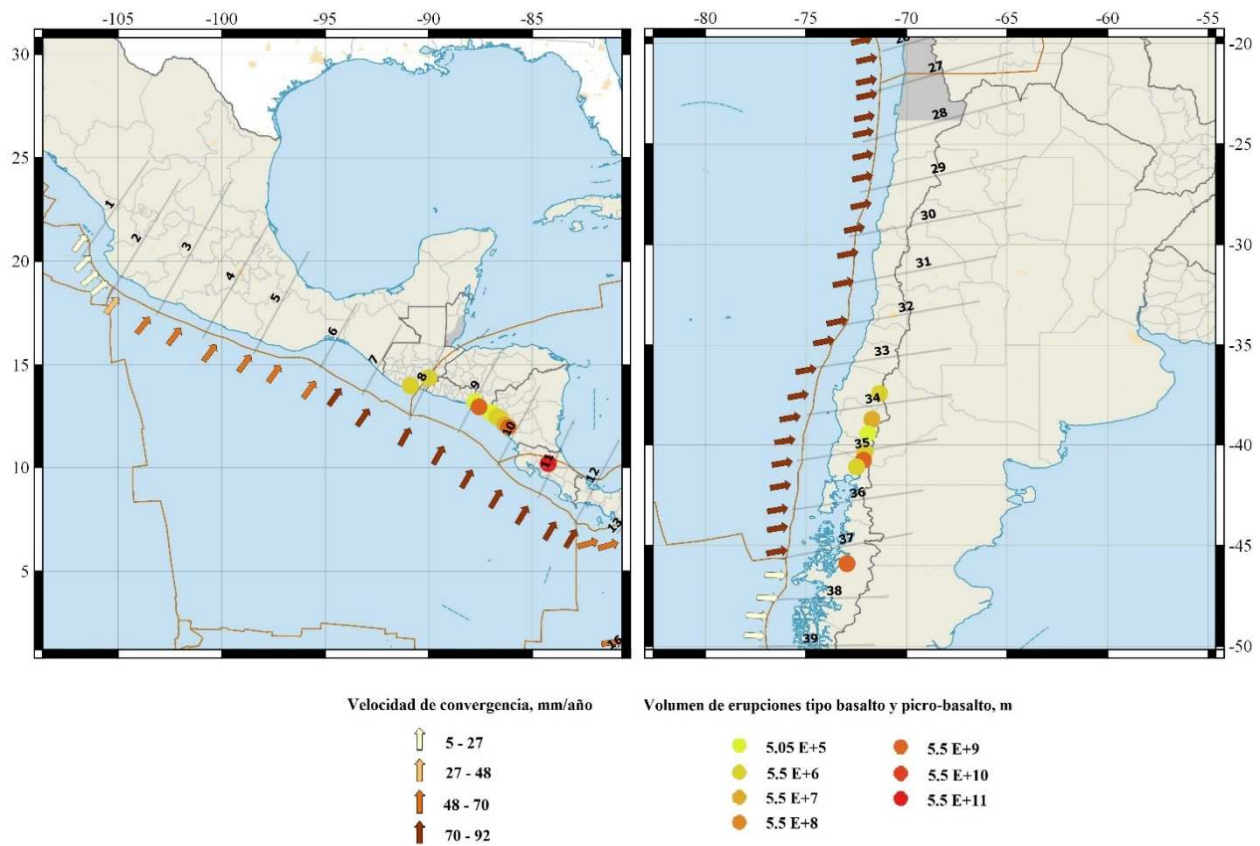 -105 -100 -95 -90 -85
-80 -75 -70 -65 -60 -55
30
25
20
15
10
5
-20
-25
-30
-35
-40
-45
-50
1
2
3
4
5
6
7
8
9
10
11
12
13
16
26
27
28
29
30
31
32
33
34
35
36
37
38
39
Velocidad de convergencia, mm/año
5 - 27
27 - 48
48 - 70
70 - 92
Volumen de erupciones tipo basalto y picro-basalto, m
5.05 E+5
5.5 E+6
5.5 E+7
5.5 E+8
5.5 E+9
5.5 E+10
5.5 E+11